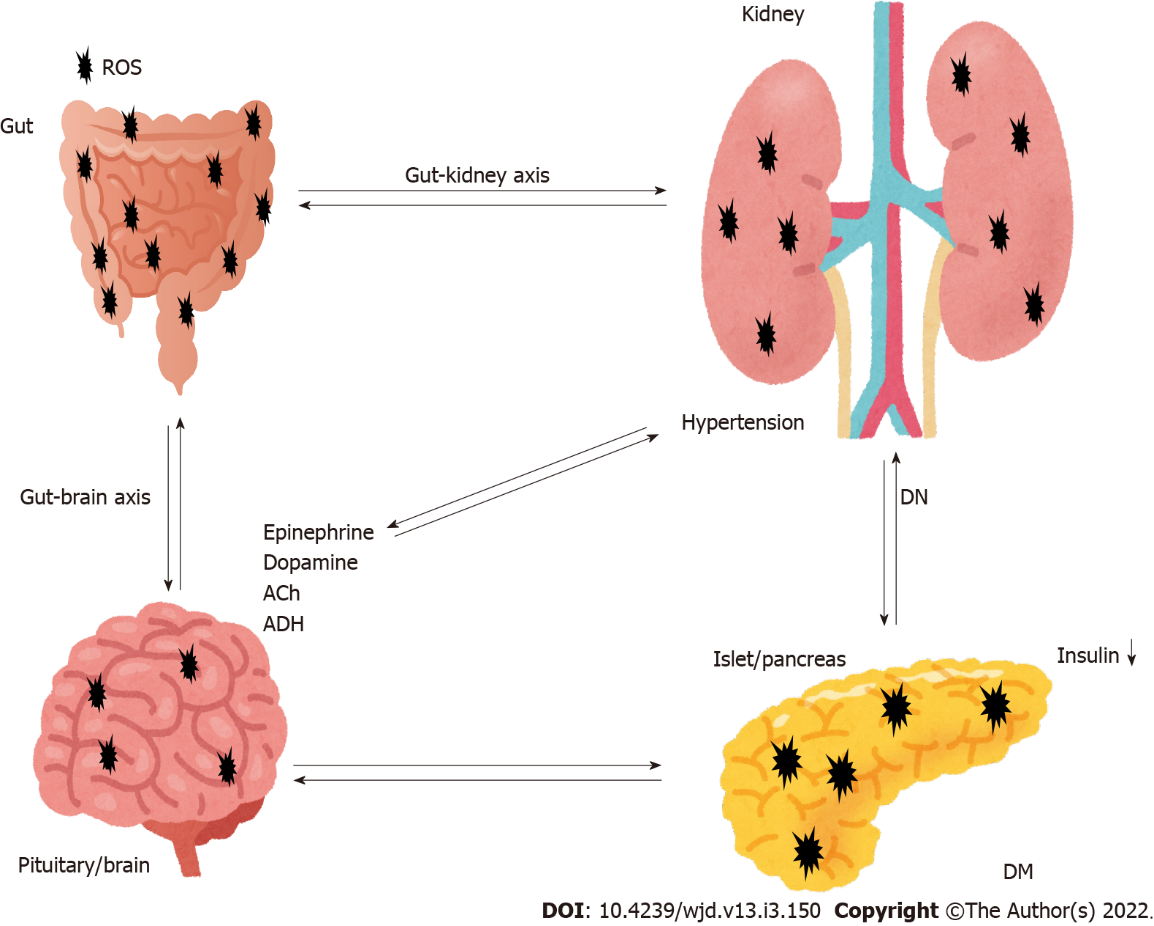 Kidney
ROS
Gut
Gut-kidney axis
Hypertension
Gut-brain axis
DN
Epinephrine
Dopamine
ACh
ADH
Islet/pancreas
Insulin ↓
Pituitary/brain
DM
DOI: 10.4239/wjd.v13.i3.150 Copyright ©The Author(s) 2022.